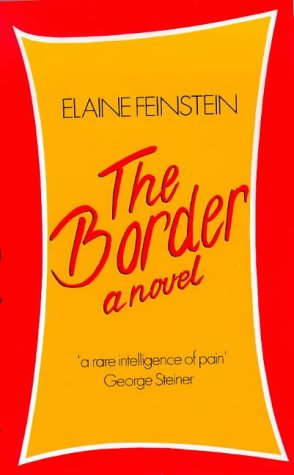 ELAINE FEINSTEIN
The
Border
a novel
'a rare intelligence of pain'
George Steiner